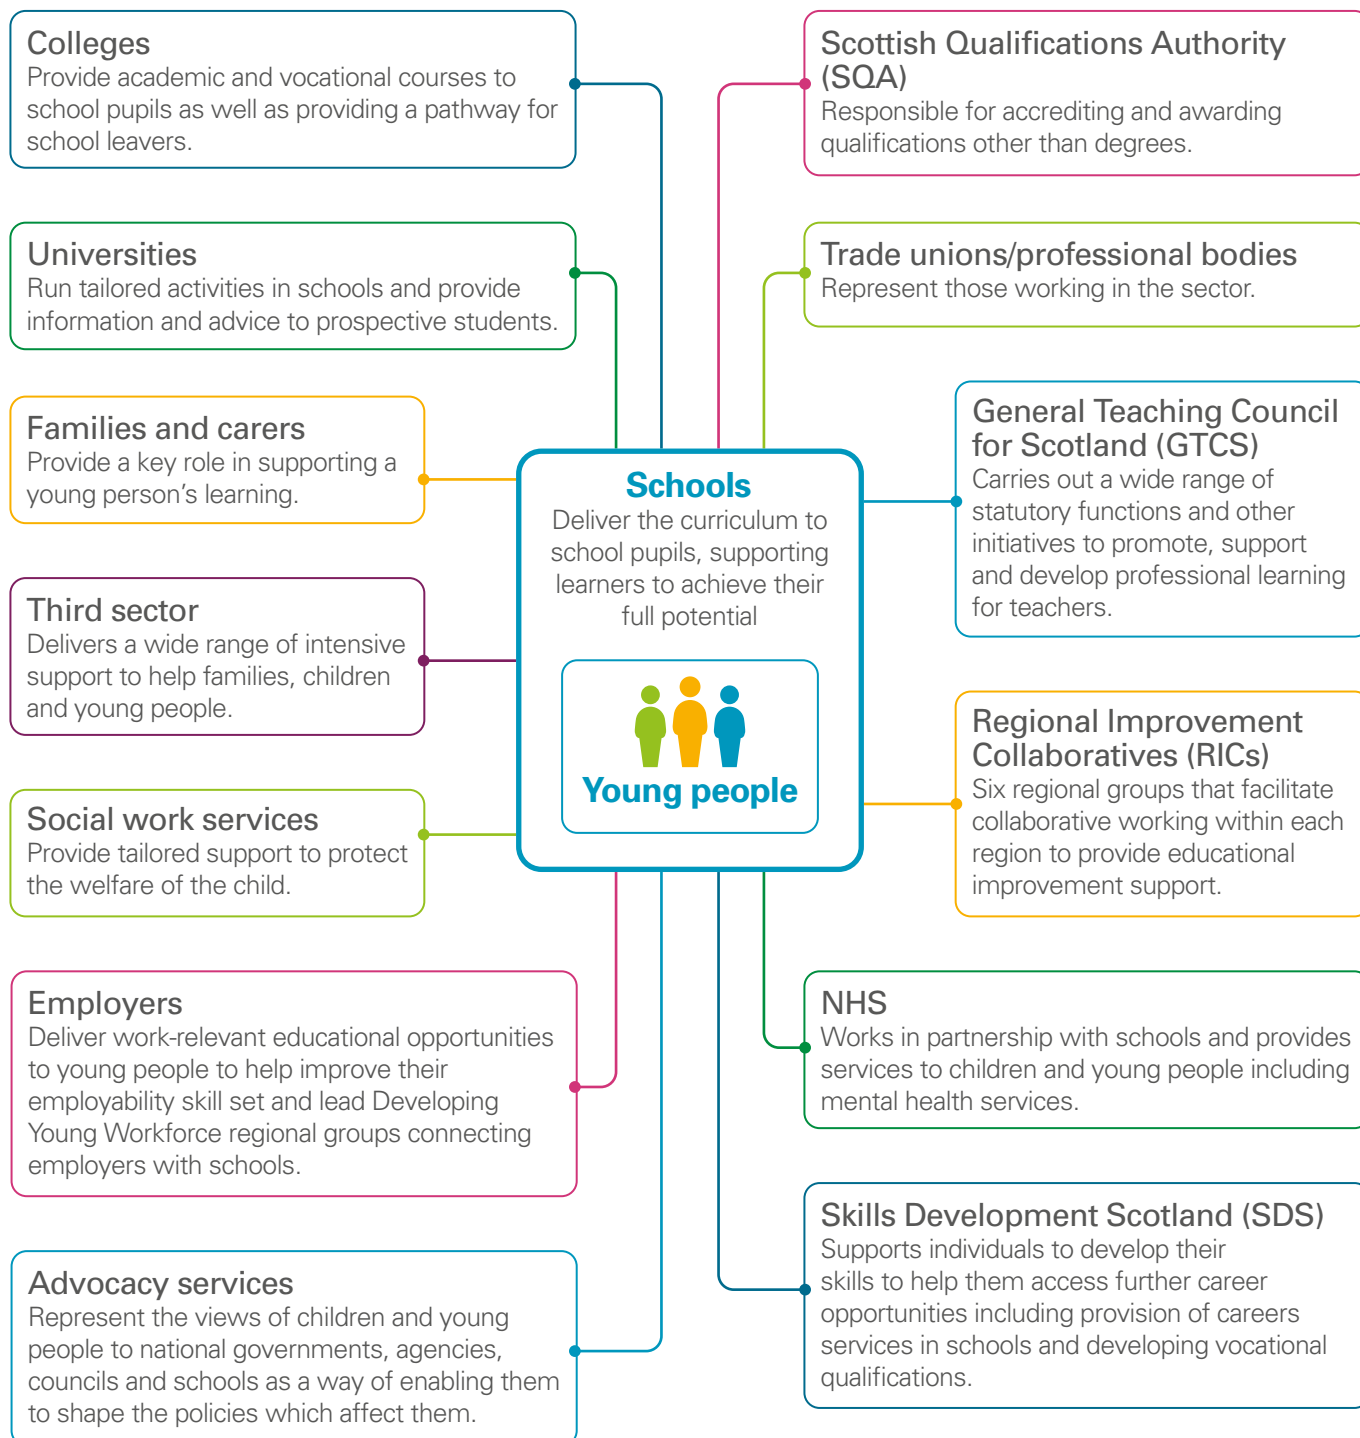 Colleges
Provide academic and vocational courses to
school pupils as well as providing a pathway for
school leavers.
Universities
Run tailored activities in schools and provide
information and advice to prospective students.
Families and carers
Provide a key role in supporting a
young person’s learning.
Third sector
Delivers a wide range of intensive
support to help families, children
and young people.
Social work services
Provide tailored support to protect
the welfare of the child.
Employers
Deliver work-relevant educational opportunities
to young people to help improve their
employability skill set and lead Developing
Young Workforce regional groups connecting
employers with schools.
Advocacy services
Represent the views of children and young
people to national governments, agencies,
councils and schools as a way of enabling them
to shape the policies which affect them.
Schools
Deliver the curriculum to
school pupils, supporting
learners to achieve their
full potential
Young people
Scottish Qualifications Authority
(SQA)
Responsible for accrediting and awarding
qualifications other than degrees.
Trade unions/professional bodies
Represent those working in the sector.
General Teaching Council
for Scotland (GTCS)
Carries out a wide range of
statutory functions and other
initiatives to promote, support
and develop professional learning
for teachers.
Regional Improvement
Collaboratives (RICs)
Six regional groups that facilitate
collaborative working within each
region to provide educational
improvement support.
NHS
Works in partnership with schools and provides
services to children and young people including
mental health services.
Skills Development Scotland (SDS)
Supports individuals to develop their
skills to help them access further career
opportunities including provision of careers
services in schools and developing vocational
qualifications.